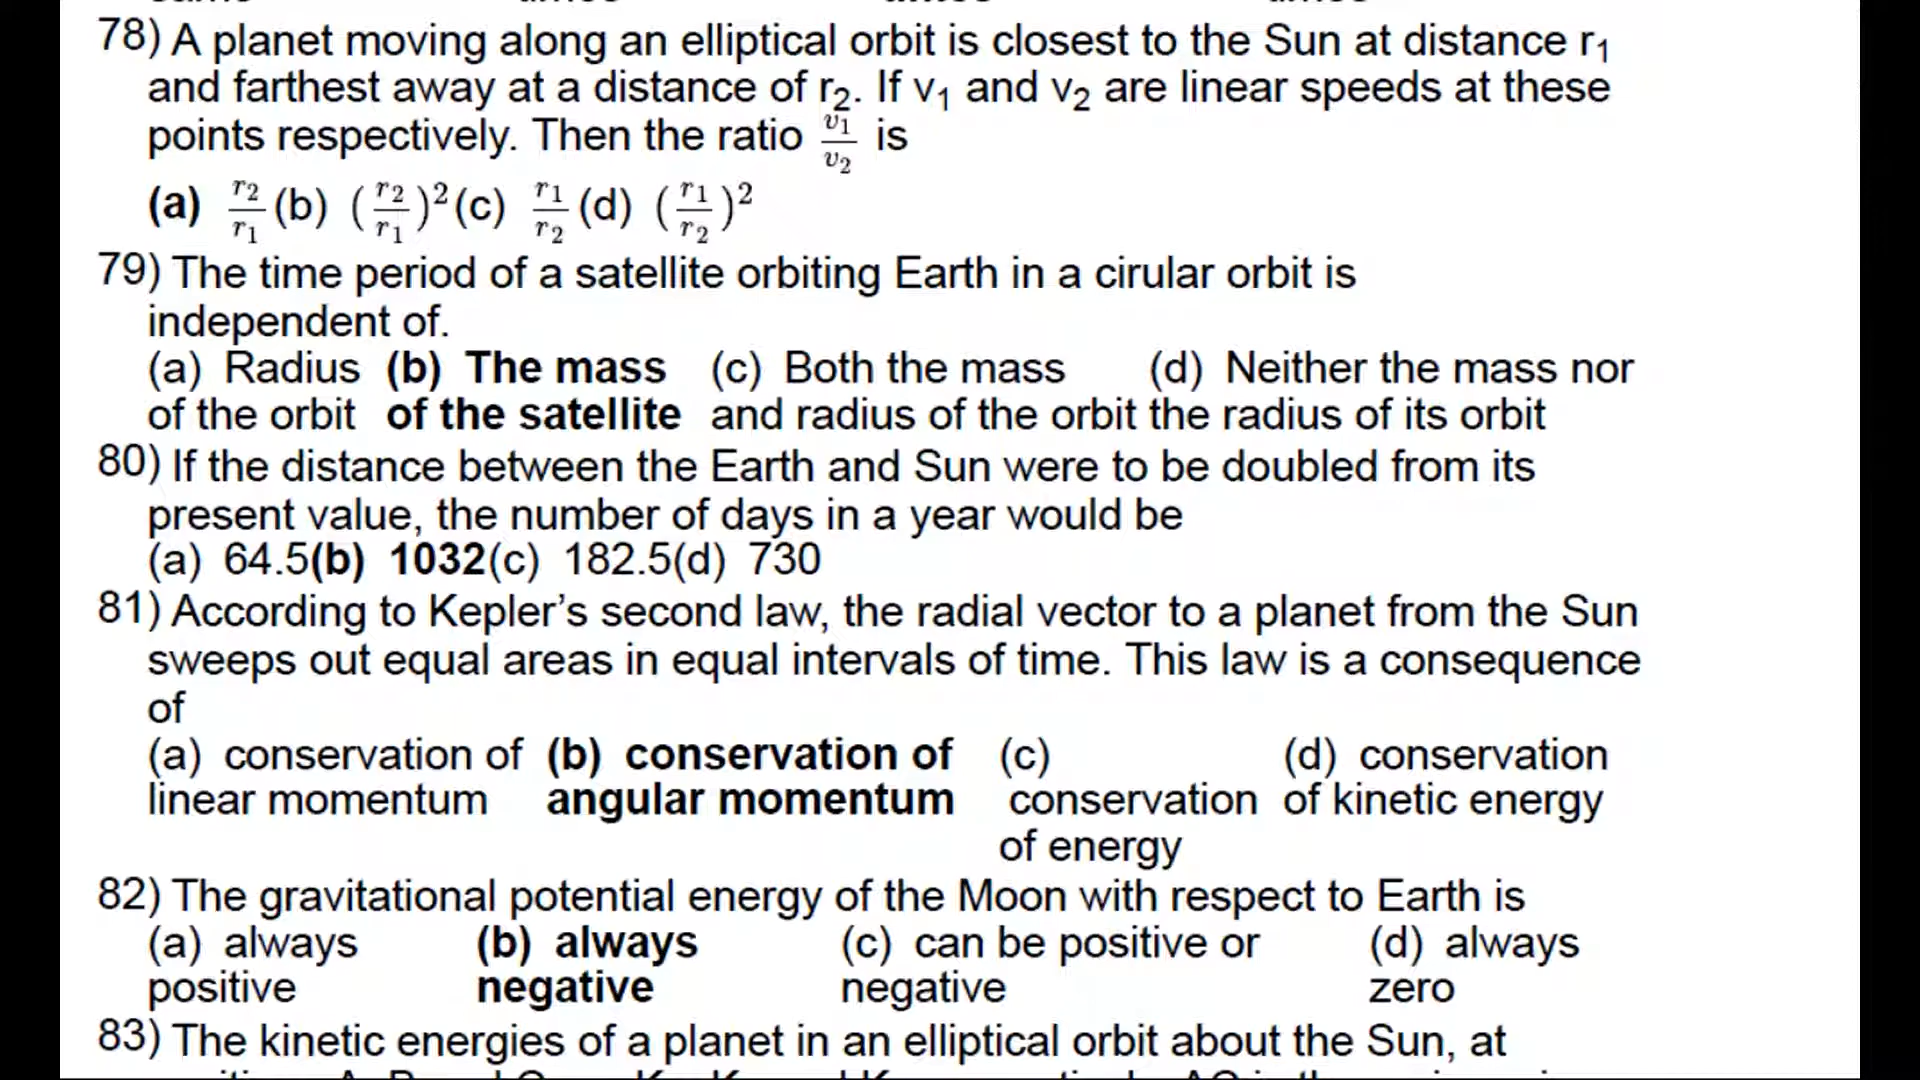 78) A planet moving along an elliptical orbit is closest to the Sun at distance r₁
and farthest away at a distance of r₂. If v₁ and v₂ are linear speeds at these
points respectively. Then the ratio v₁/v₂ is
(a) r₂/r₁ (b) (r₂/r₁)² (c) r₁/r₂ (d) (r₁/r₂)²
79) The time period of a satellite orbiting Earth in a cirular orbit is
independent of.
(a) Radius (b) The mass (c) Both the mass (d) Neither the mass nor
of the orbit of the satellite and radius of the orbit the radius of its orbit
80) If the distance between the Earth and Sun were to be doubled from its
present value, the number of days in a year would be
(a) 64.5(b) 1032(c) 182.5(d) 730
81) According to Kepler’s second law, the radial vector to a planet from the Sun
sweeps out equal areas in equal intervals of time. This law is a consequence
of
(a) conservation of (b) conservation of (c) (d) conservation
linear momentum angular momentum conservation of kinetic energy
of energy
82) The gravitational potential energy of the Moon with respect to Earth is
(a) always (b) always (c) can be positive or (d) always
positive negative negative zero
83) The kinetic energies of a planet in an elliptical orbit about the Sun, at